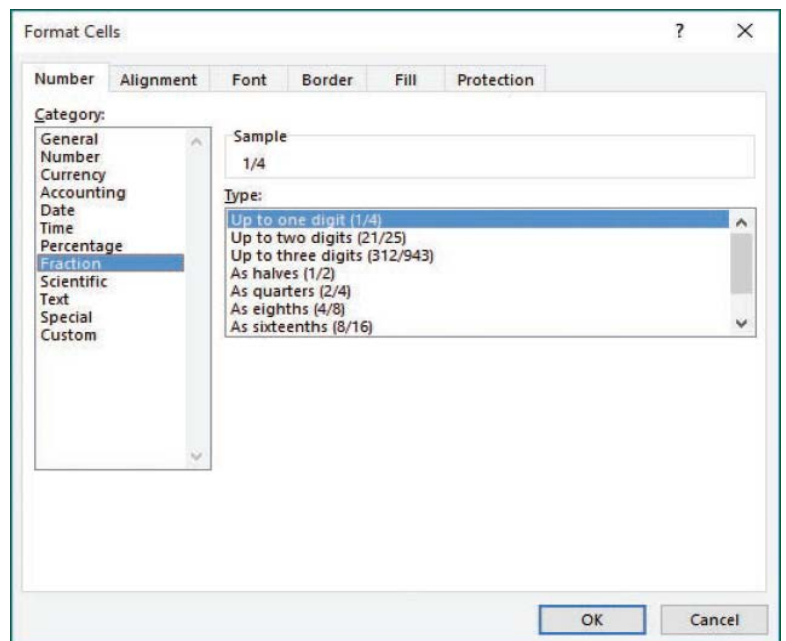 Format Cells ? X
Number Alignment Font Border Fill Protection
Category:
General
Number
Currency
Accounting
Date
Time
Percentage
Fraction
Scientific
Text
Special
Custom
Sample
1/4
Type:
Up to one digit (1/4)
Up to two digits (21/25)
Up to three digits (312/943)
As halves (1/2)
As quarters (2/4)
As eighths (4/8)
As sixteenths (8/16)
OK Cancel